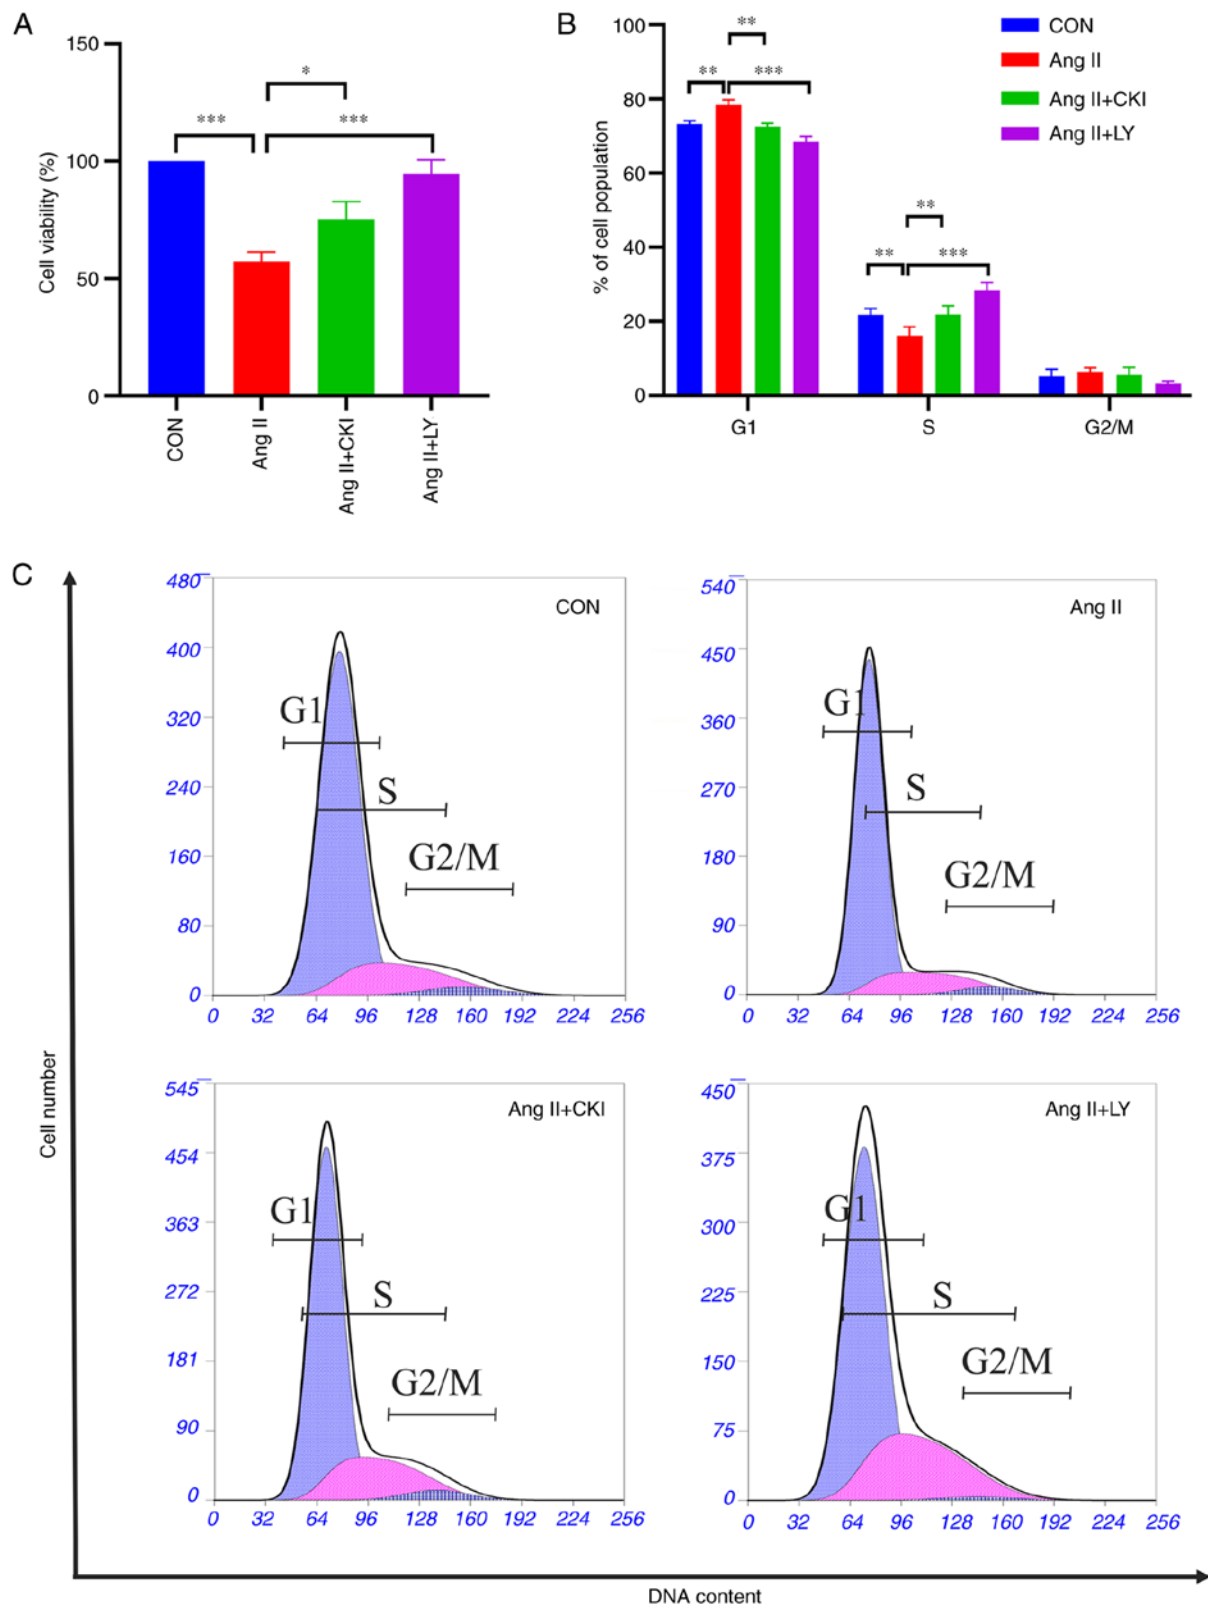 A
150
100
50
0
Cell viability (%)
***
*
***
CON
Ang II
Ang II+CKI
Ang II+LY
B
100
80
60
40
20
0
% of cell population
**
**
***
**
**
***
G1
S
G2/M
CON
Ang II
Ang II+CKI
Ang II+LY
C
Cell number
480
400
320
240
160
80
0
CON
G1
S
G2/M
0 32 64 96 128 160 192 224 256
540
450
360
270
180
90
0
Ang II
G1
S
G2/M
0 32 64 96 128 160 192 224 256
545
454
363
272
181
90
0
Ang II+CKI
G1
S
G2/M
0 32 64 96 128 160 192 224 256
450
375
300
225
150
75
0
Ang II+LY
G1
S
G2/M
0 32 64 96 128 160 192 224 256
DNA content